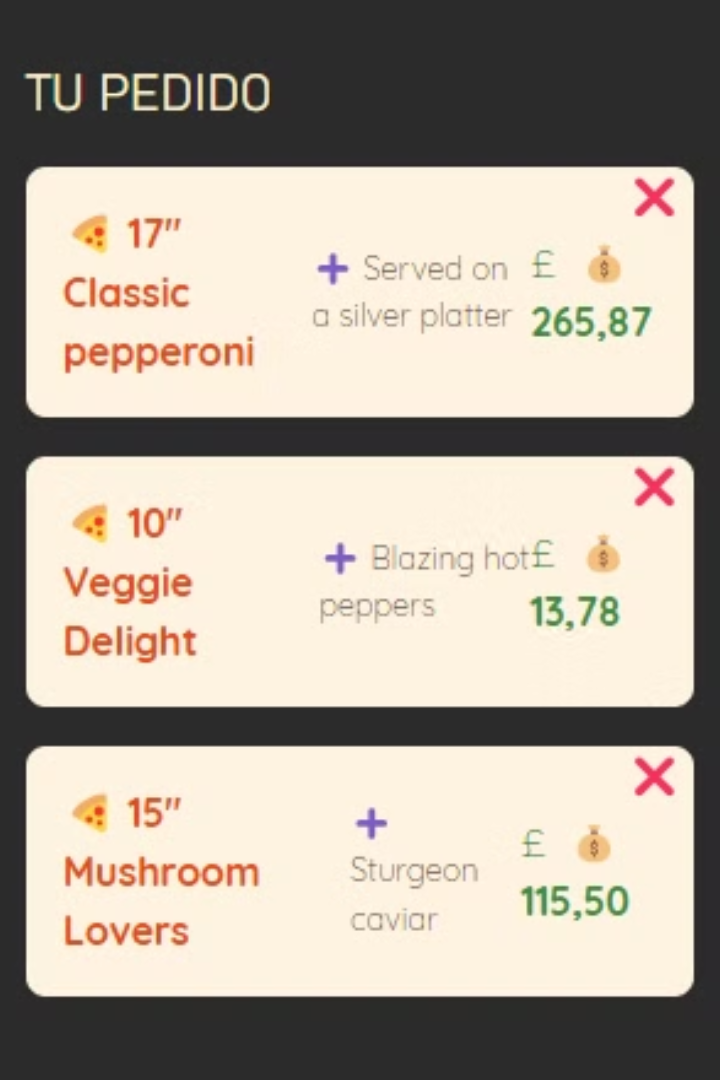 TU PEDIDO
17"
Classic
pepperoni
Served on
a silver platter
£
265,87
10"
Veggie
Delight
Blazing hot
peppers
£
13,78
15"
Mushroom
Lovers
Sturgeon
caviar
£
115,50